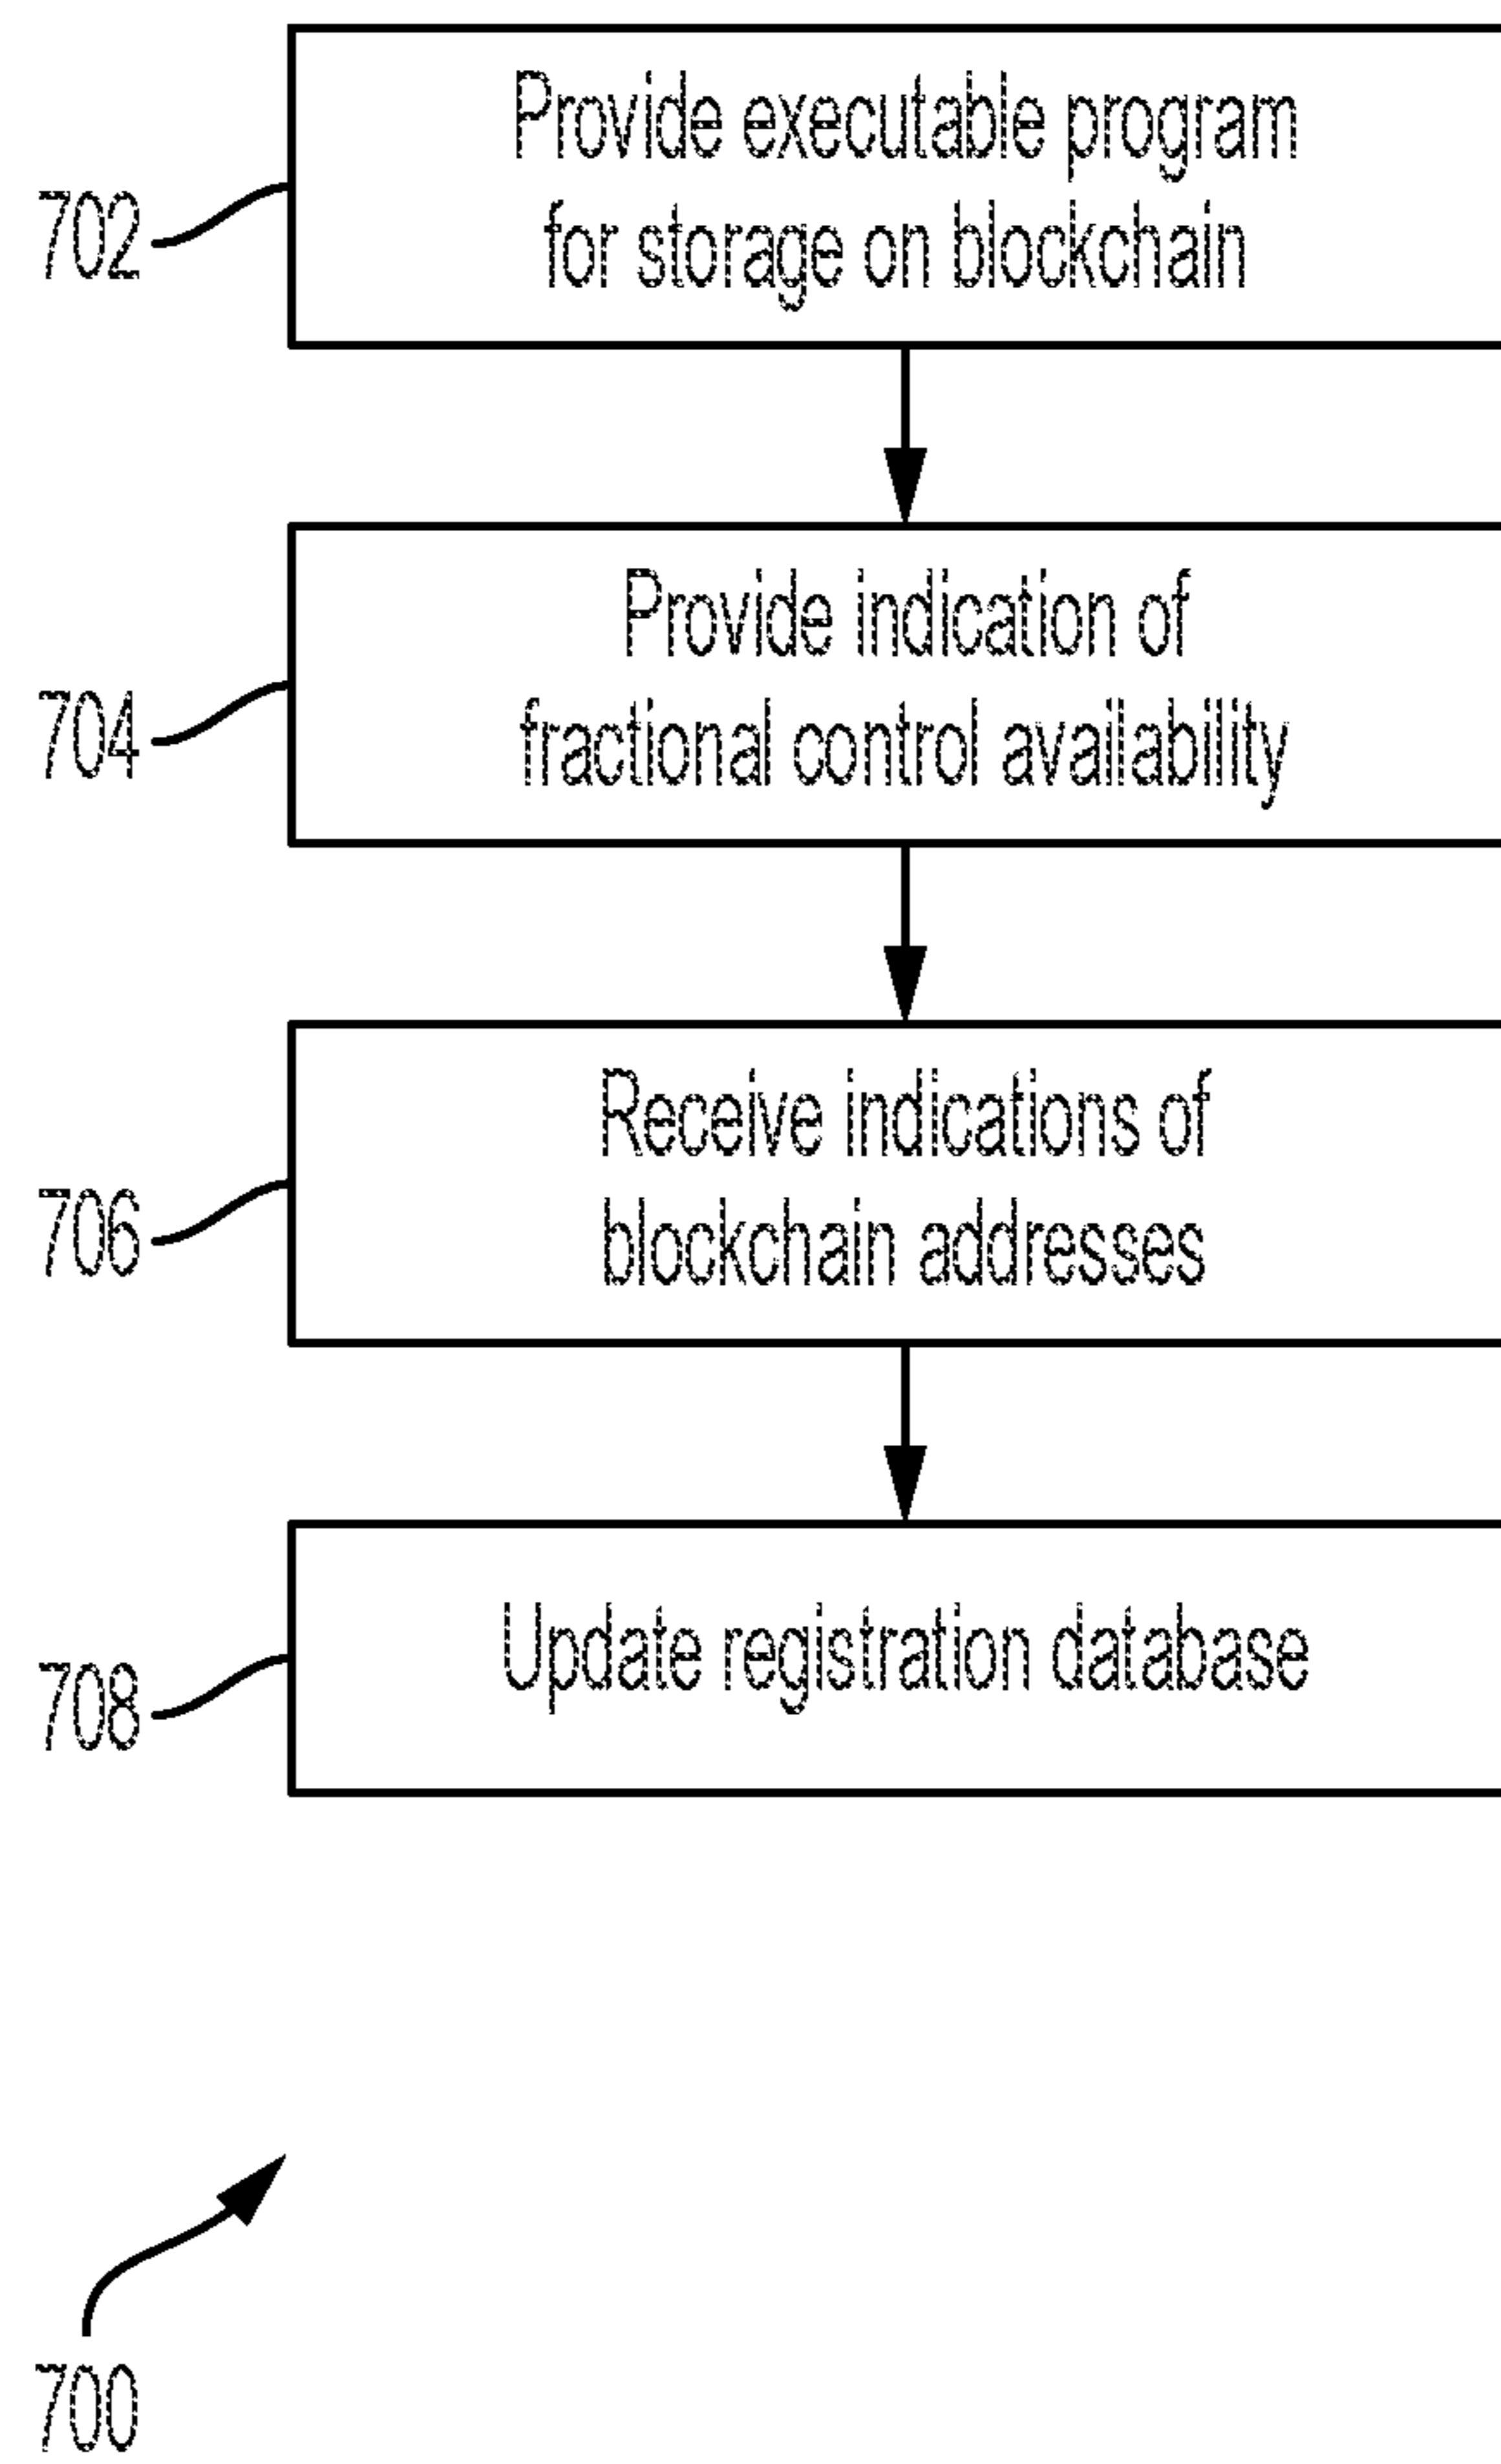 Provide executable program
for storage on blockchain
702
Provide indication of
fractional control availability
704
Receive indications of
blockchain addresses
706
Update registration database
708
700